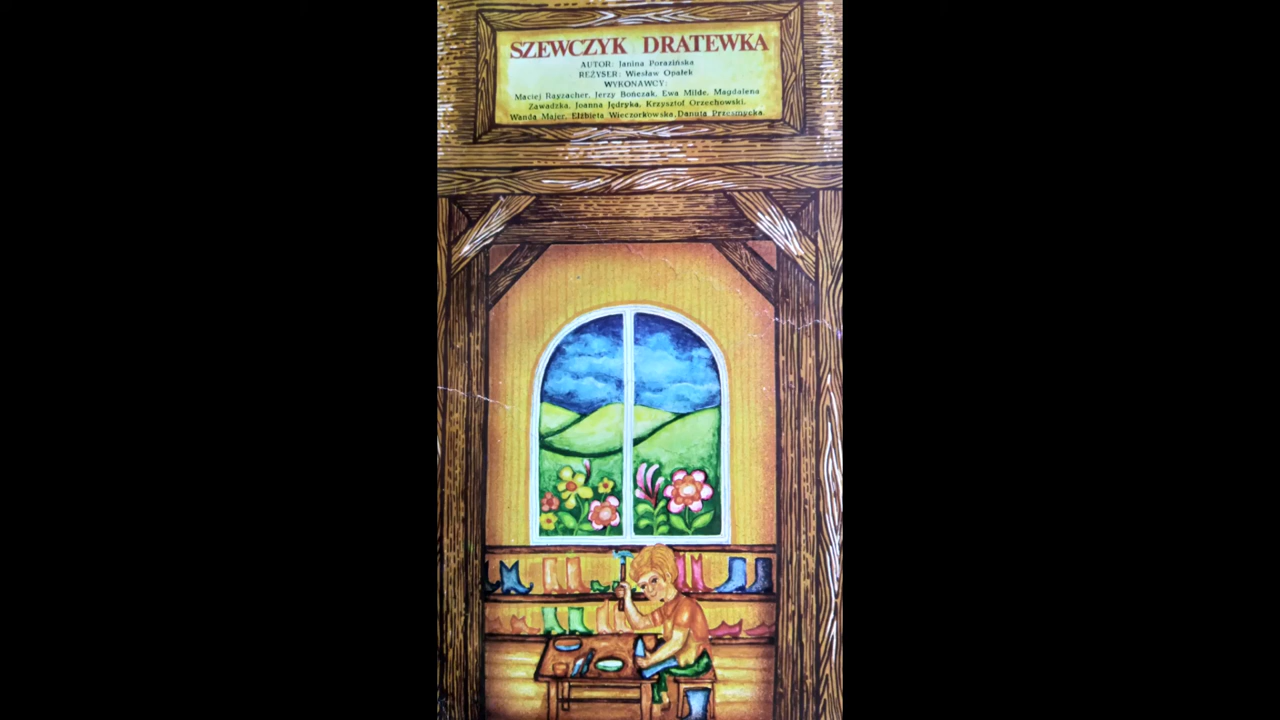 SZEWCZYK DRATEWKA
AUTOR: Janina Porazińska
REŻYSER: Wiesław Opałek
WYKONAWCY:
Maciej Rayzacher, Jerzy Bończak, Ewa Milde, Magdalena
Zawadzka, Joanna Jędryka, Krzysztof Orzechowski,
Wanda Majer, Elżbieta Wieczorkowska, Danuta Przesmycka